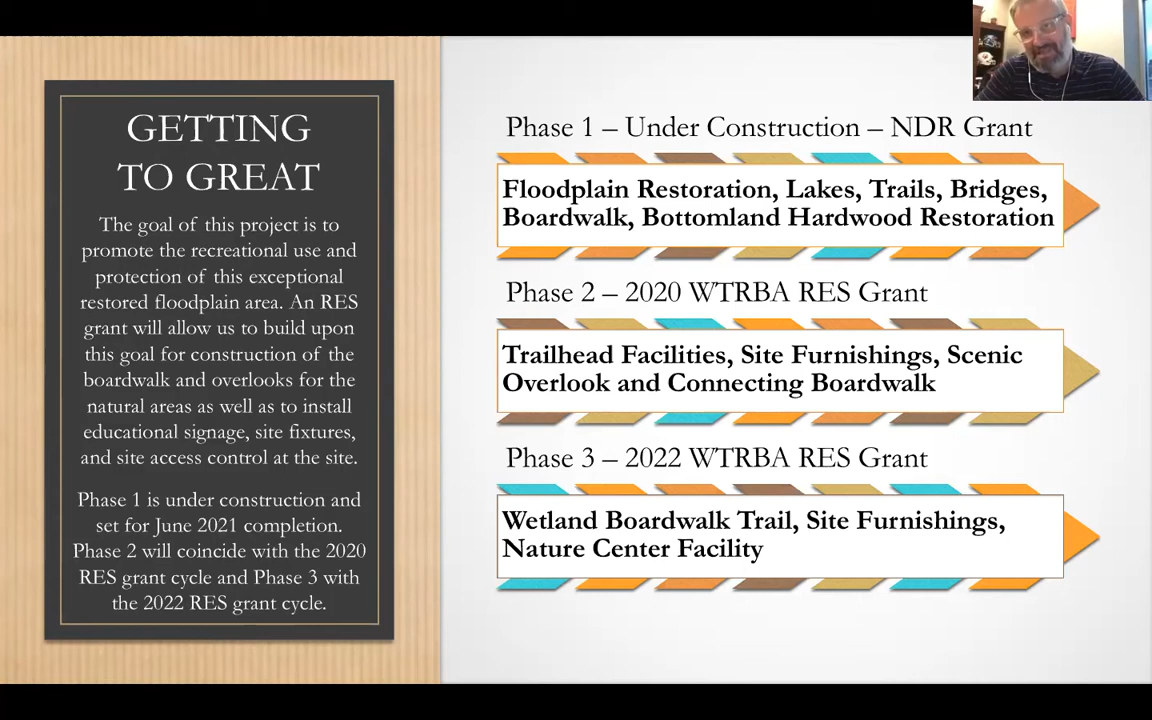 GETTING
TO GREAT
The goal of this project is to
promote the recreational use and
protection of this exceptional
restored floodplain area. An RES
grant will allow us to build upon
this goal for construction of the
boardwalk and overlooks for the
natural areas as well as to install
educational signage, site fixtures,
and site access control at the site.
Phase 1 is under construction and
set for June 2021 completion.
Phase 2 will coincide with the 2020
RES grant cycle and Phase 3 with
the 2022 RES grant cycle.
Phase 1 – Under Construction – NDR Grant
Floodplain Restoration, Lakes, Trails, Bridges,
Boardwalk, Bottomland Hardwood Restoration
Phase 2 – 2020 WTRBA RES Grant
Trailhead Facilities, Site Furnishings, Scenic
Overlook and Connecting Boardwalk
Phase 3 – 2022 WTRBA RES Grant
Wetland Boardwalk Trail, Site Furnishings,
Nature Center Facility